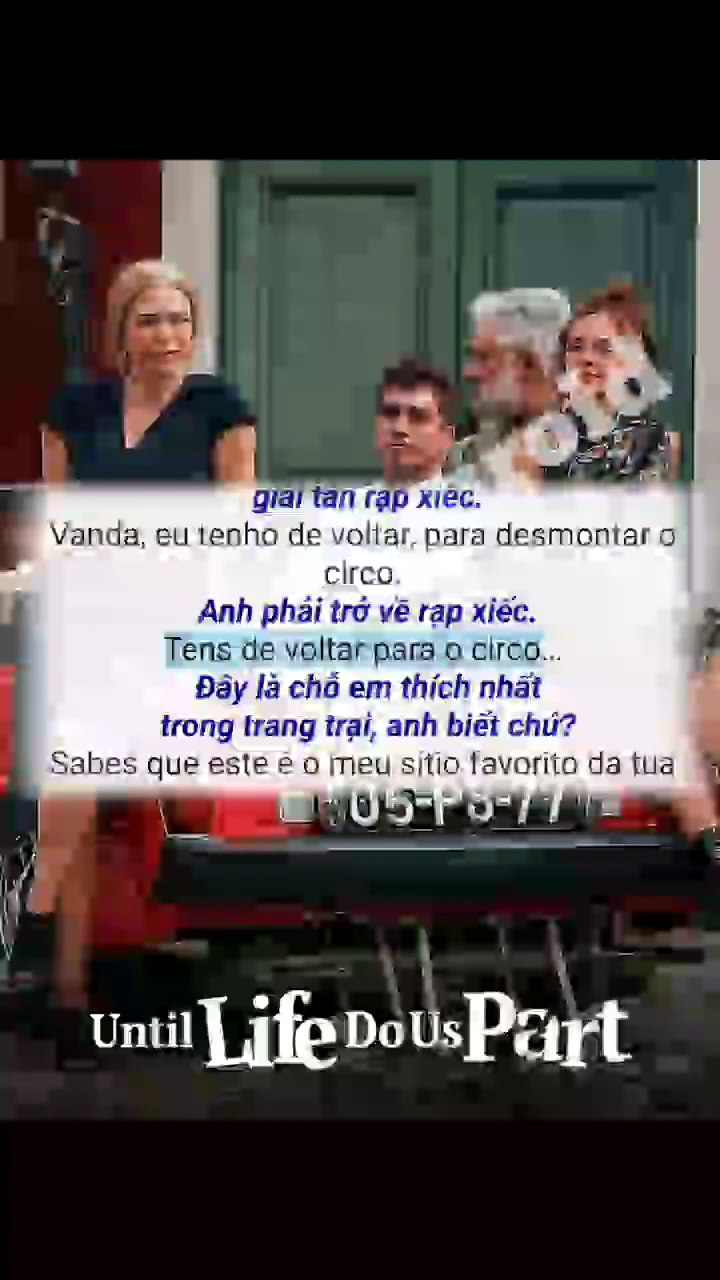 giải tán rạp xiếc.
Vanda, eu tenho de voltar, para desmontar o
circo.
Anh phải trở về rạp xiếc.
Tens de voltar para o circo...
Đây là chỗ em thích nhất
trong trang trại, anh biết chứ?
Sabes que este é o meu sítio favorito da tua
Until Life Do Us Part